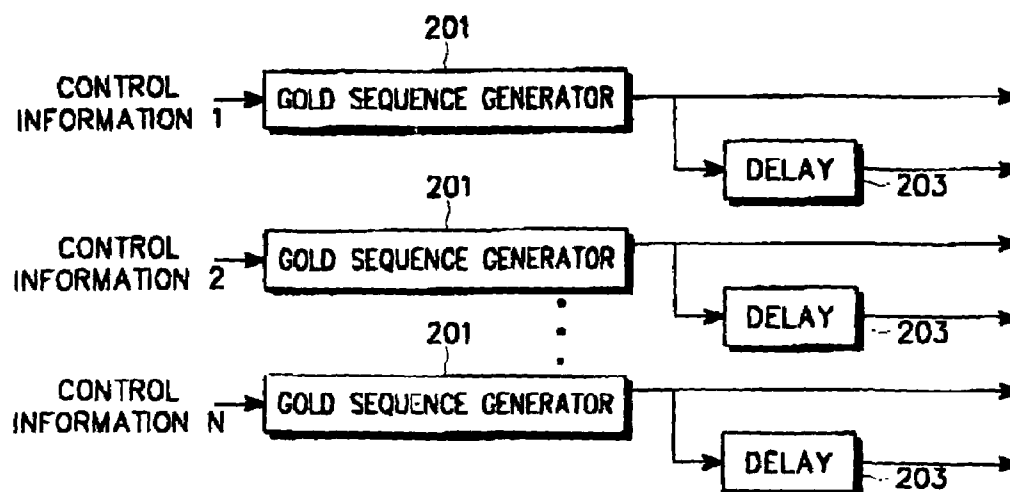 201
CONTROL
INFORMATION 1
GOLD SEQUENCE GENERATOR
DELAY
203
201
CONTROL
INFORMATION 2
GOLD SEQUENCE GENERATOR
DELAY
203
201
CONTROL
INFORMATION N
GOLD SEQUENCE GENERATOR
DELAY
203